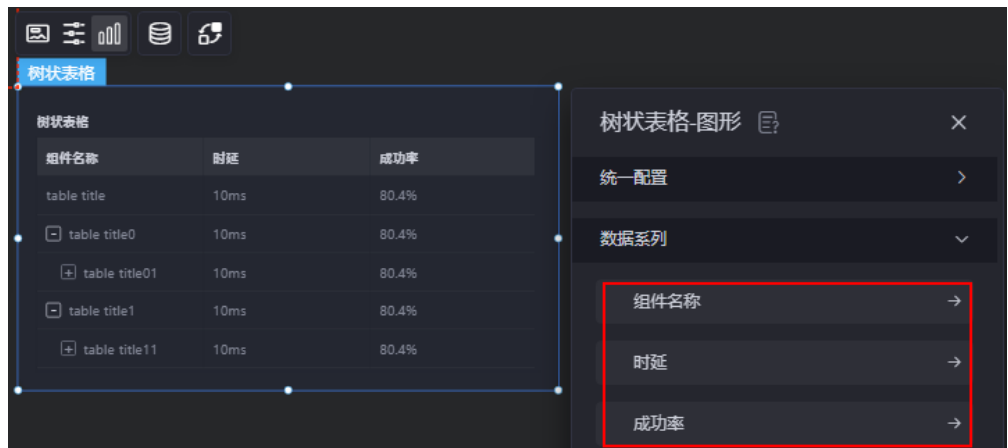 树状表格
树状表格
组件名称 时延 成功率
table title 10ms 80.4%
table title0 10ms 80.4%
table title01 10ms 80.4%
table title1 10ms 80.4%
table title11 10ms 80.4%
树状表格-图形
统一配置
数据系列
组件名称
时延
成功率